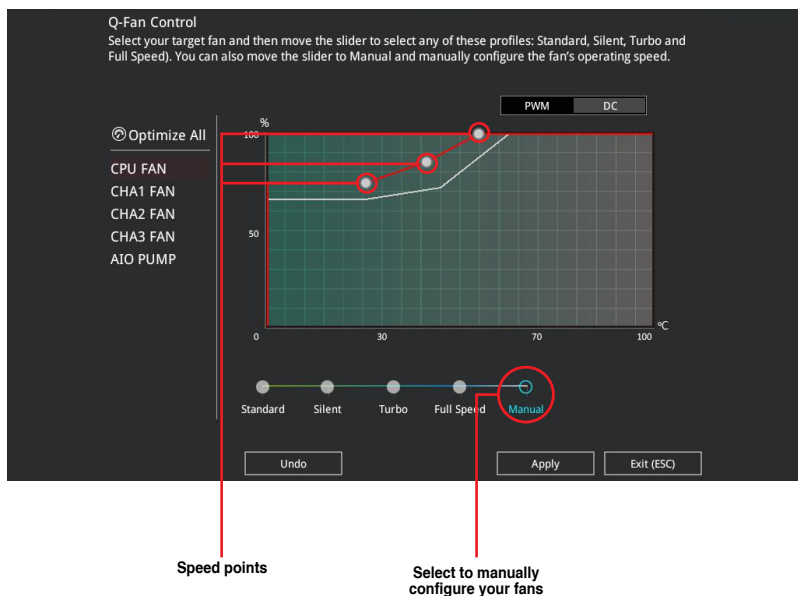 Q-Fan Control
Select your target fan and then move the slider to select any of these profiles: Standard, Silent, Turbo and
Full Speed). You can also move the slider to Manual and manually configure the fan's operating speed.
PWM DC
%
Optimize All
100
CPU FAN
CHA1 FAN
CHA2 FAN
CHA3 FAN
50
AIO PUMP
°C
0 30 70 100
Standard Silent Turbo Full Speed Manual
Undo Apply Exit (ESC)
Speed points
Select to manually
configure your fans